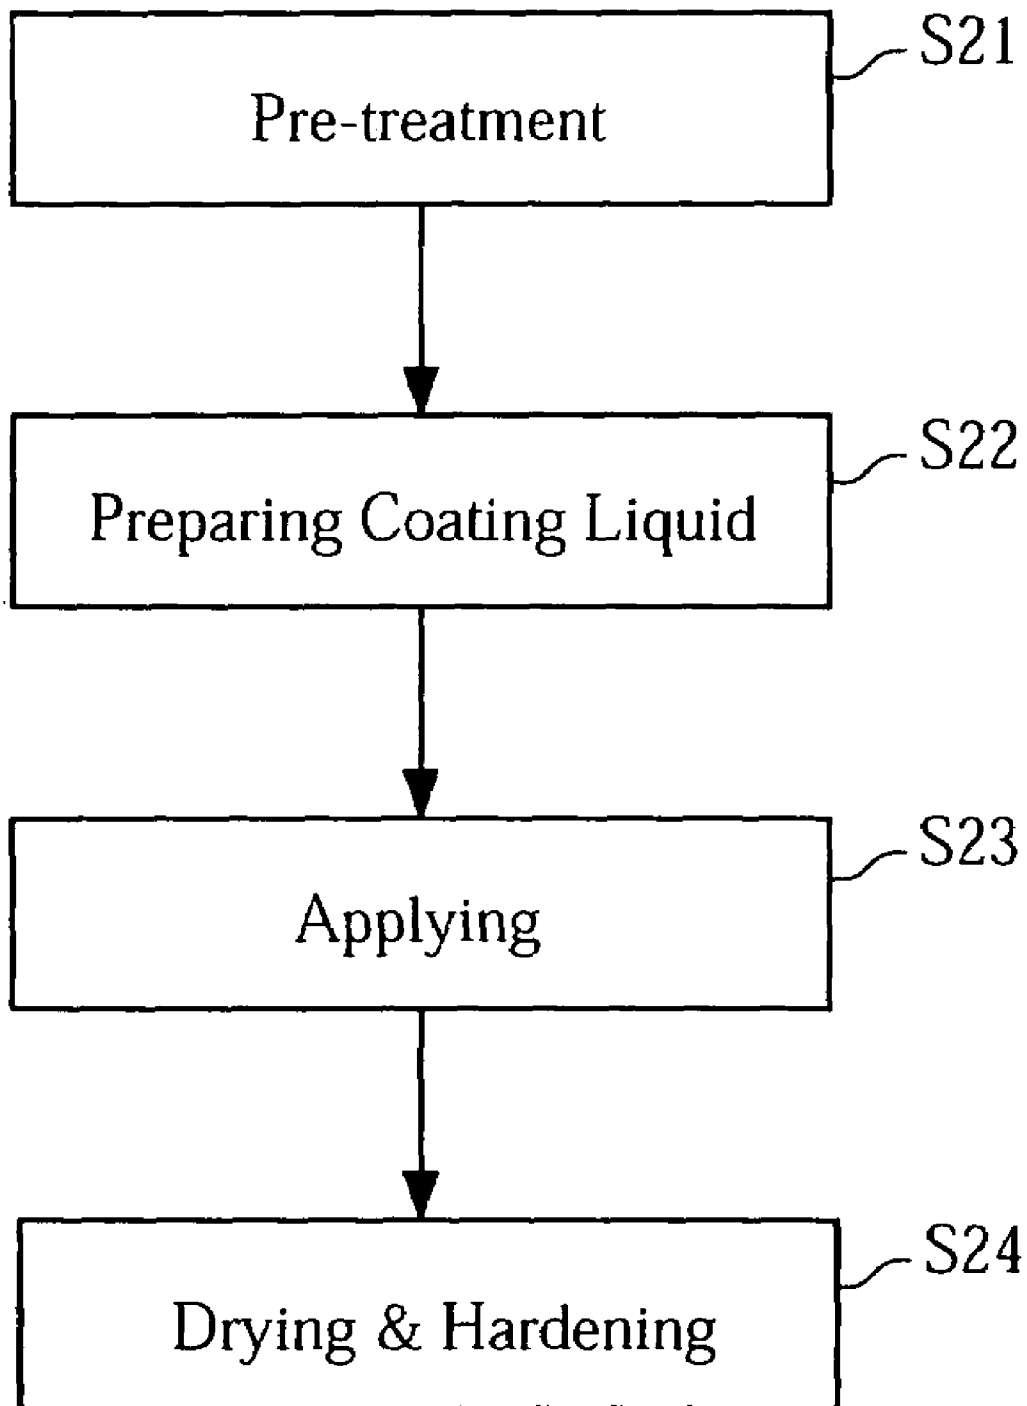 S21
Pre-treatment
S22
Preparing Coating Liquid
S23
Applying
S24
Drying & Hardening